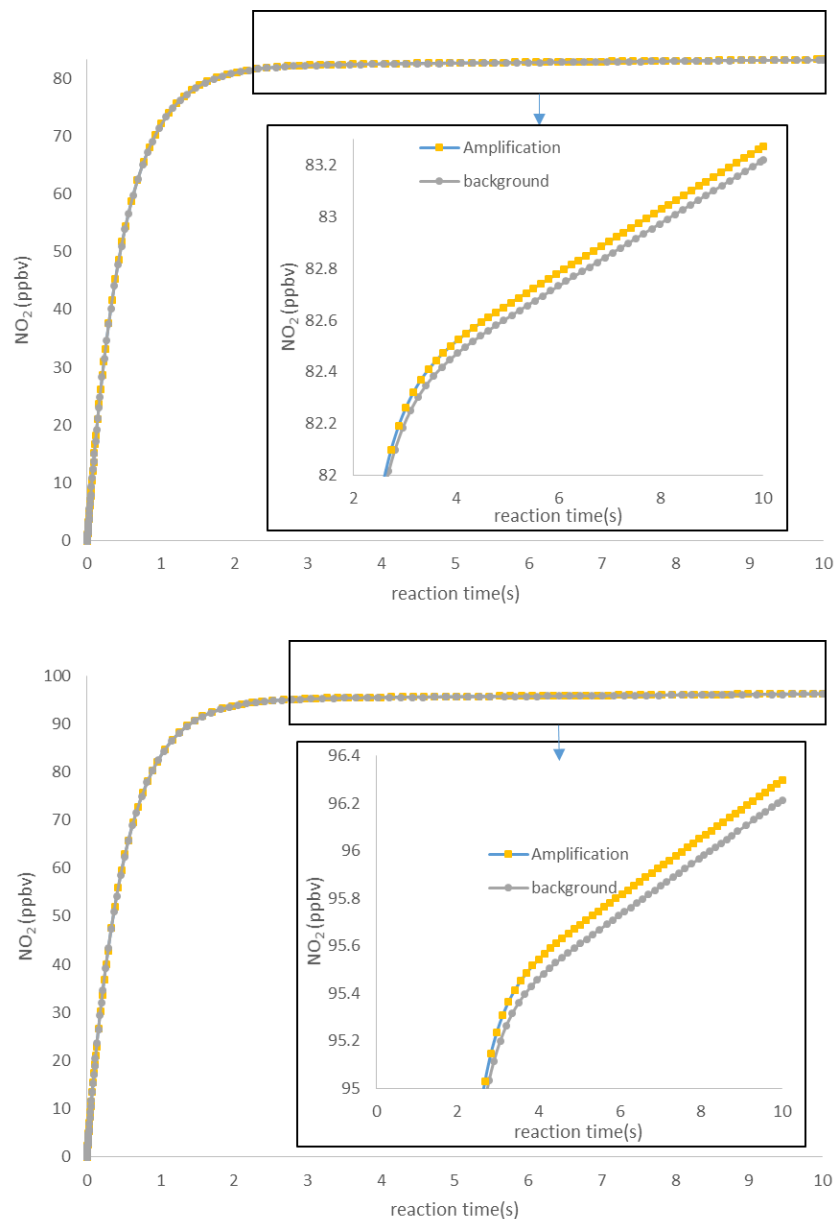 80
70
60
50
40
30
20
10
0
NO₂ (ppbv)
0 1 2 3 4 5 6 7 8 9 10
reaction time(s)
Amplification
background
83.2
83
82.8
82.6
82.4
82.2
82
NO₂ (ppbv)
2 4 6 8 10
reaction time(s)
100
90
80
70
60
50
40
30
20
10
0
NO₂ (ppbv)
0 1 2 3 4 5 6 7 8 9 10
reaction time(s)
96.4
96.2
96
95.8
95.6
95.4
95.2
95
NO₂ (ppbv)
Amplification
background
0 2 4 6 8 10
reaction time(s)